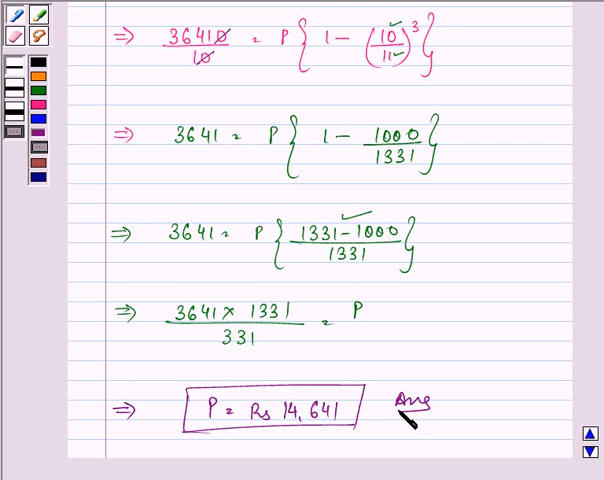 ⇒ 36410/10 = P { 1 - (10/11)³ }
⇒ 3641 = P { 1 - 1000/1331 }
⇒ 3641 = P { 1331-1000/1331 }
⇒ 3641 × 1331/331 = P
⇒ P = Rs 14,641 Ans